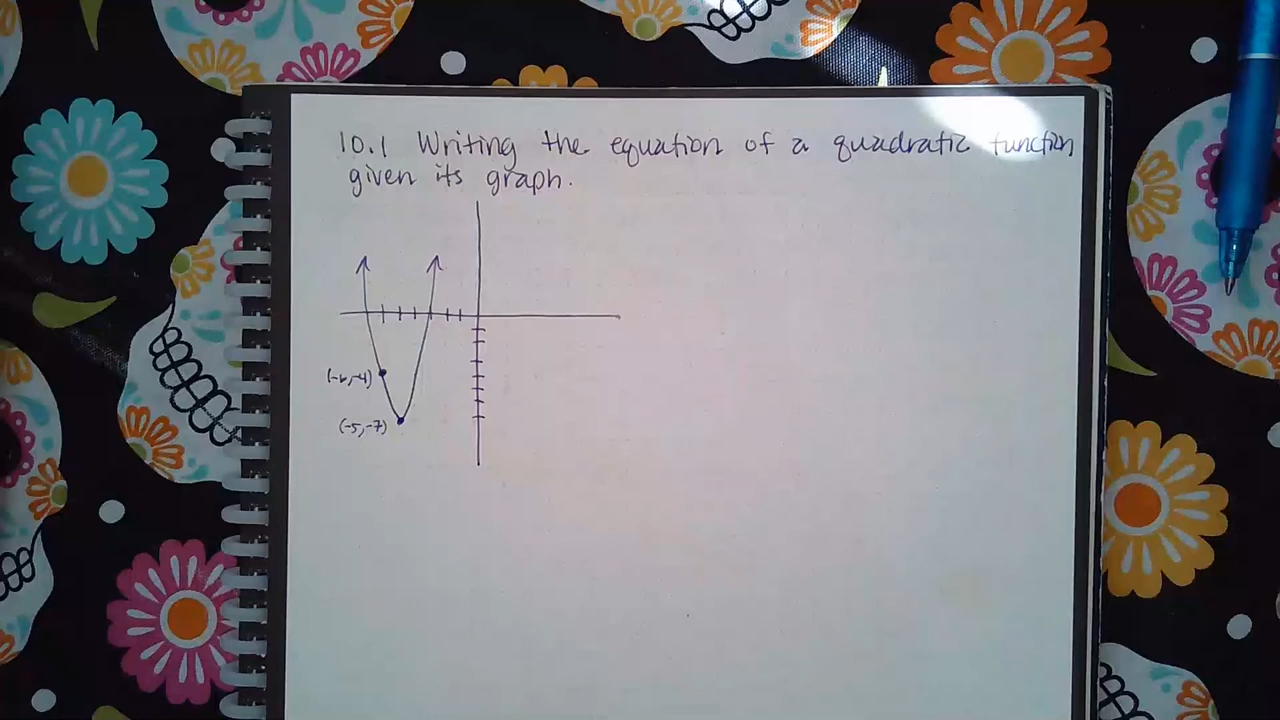 10.1 Writing the equation of a quadratic function
given its graph.
(-6,-4)
(-5,-7)